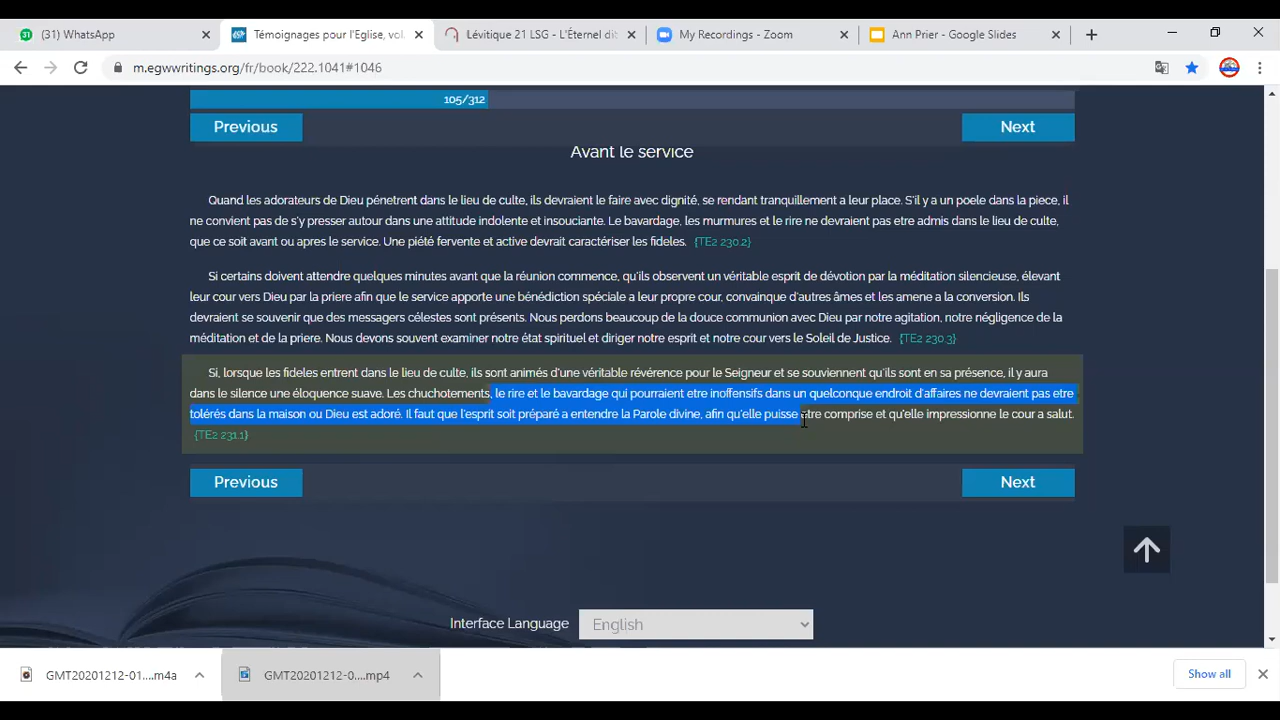 (31) WhatsApp
Témoignages pour l'Eglise, vol.
Lévitique 21 LSG - L'Éternel dit
My Recordings - Zoom
Ann Prier - Google Slides
m.egwwritings.org/fr/book/222.1041#1046
105/312
Previous
Next
Avant le service
Quand les adorateurs de Dieu pénetrent dans le lieu de culte, ils devraient le faire avec dignité, se rendant tranquillement a leur place. S'il y a un poele dans la piece, il
ne convient pas de s'y presser autour dans une attitude indolente et insouciante. Le bavardage, les murmures et le rire ne devraient pas etre admis dans le lieu de culte,
que ce soit avant ou apres le service. Une piété fervente et active devrait caractériser les fideles. {TE2 230.2}
Si certains doivent attendre quelques minutes avant que la réunion commence, qu'ils observent un véritable esprit de dévotion par la méditation silencieuse, élevant
leur cour vers Dieu par la priere afin que le service apporte une bénédiction spéciale a leur propre cour, convainque d'autres âmes et les amene a la conversion. Ils
devraient se souvenir que des messagers célestes sont présents. Nous perdons beaucoup de la douce communion avec Dieu par notre agitation, notre négligence de la
méditation et de la priere. Nous devons souvent examiner notre état spirituel et diriger notre esprit et notre cour vers le Soleil de Justice. {TE2 230.3}
Si, lorsque les fideles entrent dans le lieu de culte, ils sont animés d'une véritable révérence pour le Seigneur et se souviennent qu'ils sont en sa présence, il y aura
dans le silence une éloquence suave. Les chuchotements, le rire et le bavardage qui pourraient etre inoffensifs dans un quelconque endroit d'affaires ne devraient pas etre
tolérés dans la maison ou Dieu est adoré. Il faut que l'esprit soit préparé a entendre la Parole divine, afin qu'elle puisse etre comprise et qu'elle impressionne le cour a salut.
{TE2 231.1}
Previous
Next
Interface Language
English
GMT20201212-01....m4a
GMT20201212-0....mp4
Show all